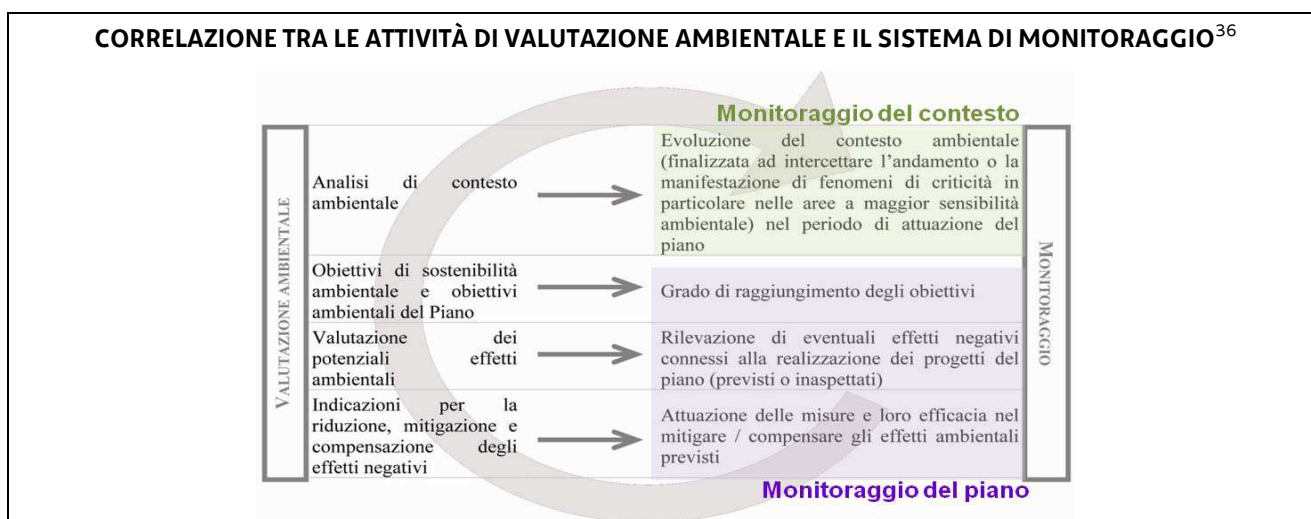 CORRELAZIONE TRA LE ATTIVITÀ DI VALUTAZIONE AMBIENTALE E IL SISTEMA DI MONITORAGGIO36
Monitoraggio del contesto
VALUTAZIONE AMBIENTALE
Analisi di contesto
ambientale
Evoluzione del contesto ambientale
(finalizzata ad intercettare l'andamento o la
manifestazione di fenomeni di criticità in
particolare nelle aree a maggior sensibilità
ambientale) nel periodo di attuazione del
piano
Obiettivi di sostenibilità
ambientale e obiettivi
ambientali del Piano
Grado di raggiungimento degli obiettivi
Valutazione dei
potenziali effetti
ambientali
Rilevazione di eventuali effetti negativi
connessi alla realizzazione dei progetti del
piano (previsti o inaspettati)
Indicazioni per la
riduzione, mitigazione e
compensazione degli
effetti negativi
Attuazione delle misure e loro efficacia nel
mitigare / compensare gli effetti ambientali
previsti
MONITORAGGIO
Monitoraggio del piano